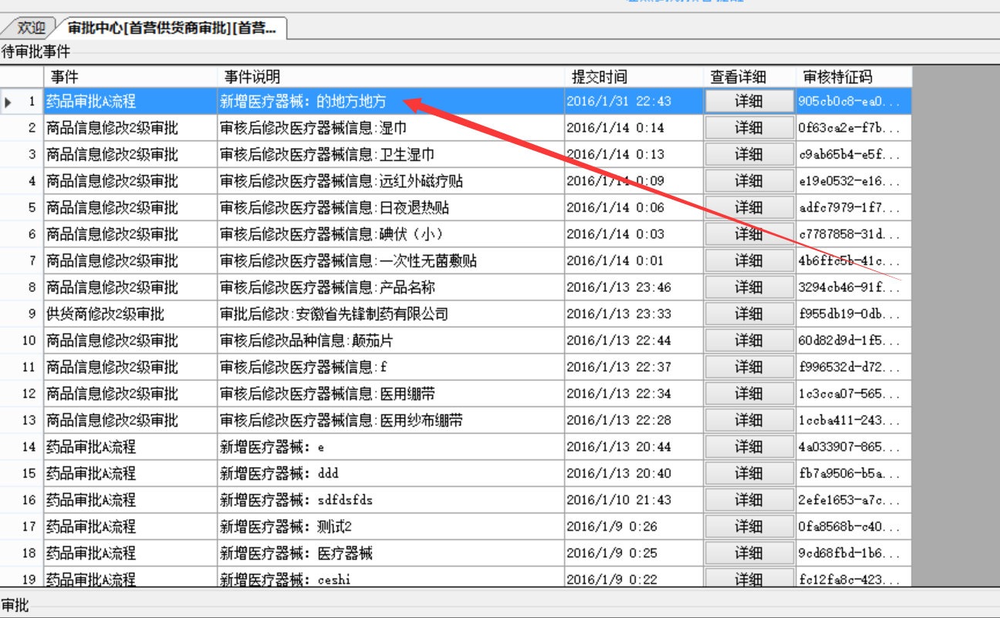 欢迎 审批中心[首营供货商审批][首营...
待审批事件
事件 事件说明 提交时间 查看详细 审核特征码
1 药品审批A流程 新增医疗器械：的地方地方 2016/1/31 22:43 详细 905cb0c8-ea0...
2 商品信息修改2级审批 审核后修改医疗器械信息:湿巾 2016/1/14 0:14 详细 0f63ca2e-f7b...
3 商品信息修改2级审批 审核后修改医疗器械信息:卫生湿巾 2016/1/14 0:13 详细 c9ab65b4-e5f...
4 商品信息修改2级审批 审核后修改医疗器械信息:远红外磁疗贴 2016/1/14 0:09 详细 e19e0532-e16...
5 商品信息修改2级审批 审核后修改医疗器械信息:日夜退热贴 2016/1/14 0:06 详细 adfc7979-1f7...
6 商品信息修改2级审批 审核后修改医疗器械信息:碘伏（小） 2016/1/14 0:03 详细 c7787858-31d...
7 商品信息修改2级审批 审核后修改医疗器械信息:一次性无菌敷贴 2016/1/14 0:01 详细 4b6ffc5b-41c...
8 商品信息修改2级审批 审核后修改医疗器械信息:产品名称 2016/1/13 23:46 详细 3294cb46-91f...
9 供货商修改2级审批 审批后修改:安徽省先锋制药有限公司 2016/1/13 23:33 详细 f955db19-0db...
10 商品信息修改2级审批 审核后修改品种信息:颠茄片 2016/1/13 22:44 详细 60d82d9d-1f5...
11 商品信息修改2级审批 审核后修改医疗器械信息:f 2016/1/13 22:37 详细 f996532d-d72...
12 商品信息修改2级审批 审核后修改医疗器械信息:医用绷带 2016/1/13 22:34 详细 1c3cca07-565...
13 商品信息修改2级审批 审核后修改医疗器械信息:医用纱布绷带 2016/1/13 22:28 详细 1ccba411-243...
14 药品审批A流程 新增医疗器械：e 2016/1/13 20:44 详细 4a033907-865...
15 药品审批A流程 新增医疗器械：ddd 2016/1/13 20:40 详细 fb7a9506-b5a...
16 药品审批A流程 新增医疗器械：sdfdsfds 2016/1/10 21:43 详细 2efe1653-a7c...
17 药品审批A流程 新增医疗器械：测试2 2016/1/9 0:26 详细 0fa8568b-c40...
18 药品审批A流程 新增医疗器械：医疗器械 2016/1/9 0:25 详细 9cd68fbd-1b6...
19 药品审批A流程 新增医疗器械：ceshi 2016/1/9 0:22 详细 fc12fa8c-423...
审批